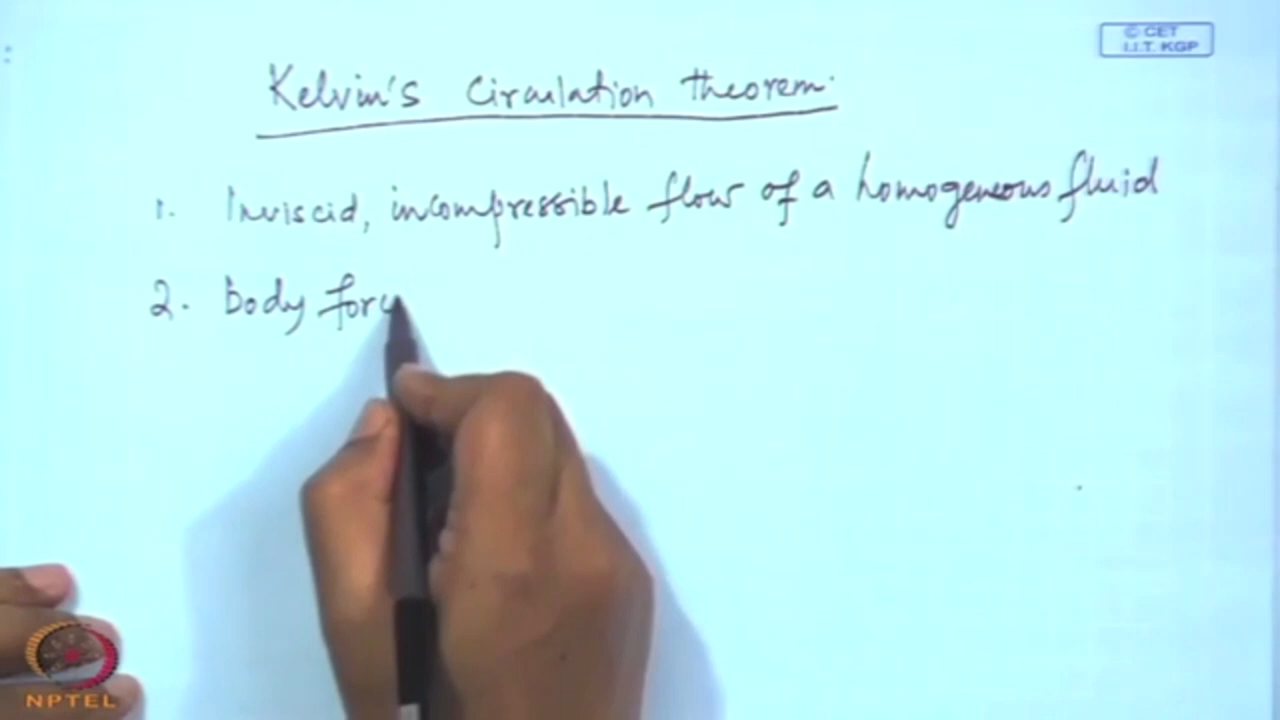 © CET
I.I.T. KGP
Kelvin's Circulation theorem.
1. Inviscid, incompressible flow of a homogeneous fluid
2. Body forc
NPTEL